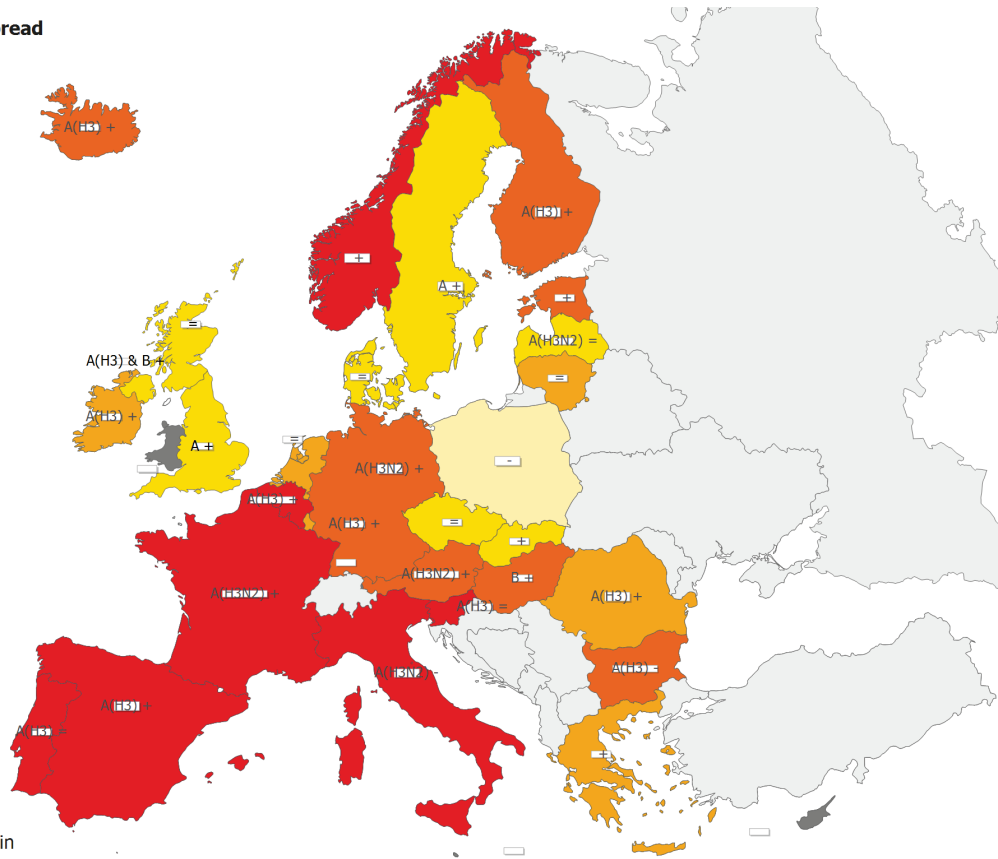 read
A(H3) +
A(H3) +
+
A +
+
=
A(H3N2) =
A(H3) & B +
=
=
A(H3) +
=
A +
A(H3N2) +
-
A(H3) +
A(H3) +
=
+
A(H3N2) +
B +
A(H3N2) +
A(H3) +
A(H3) =
A(H3) -
A(H3N2) -
A(H3) +
A(H3) =
+
in